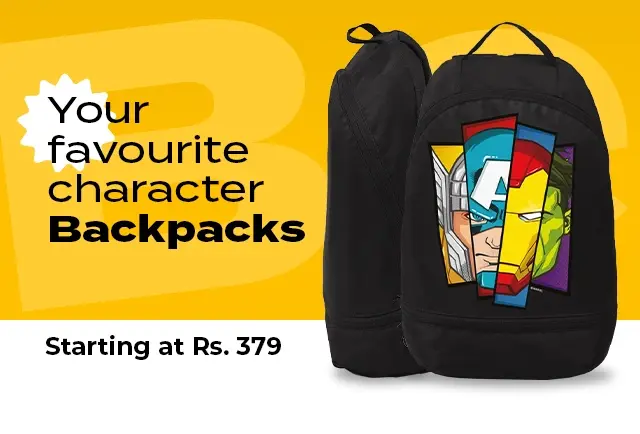 Your
favourite
character
Backpacks
Starting at Rs. 379
A